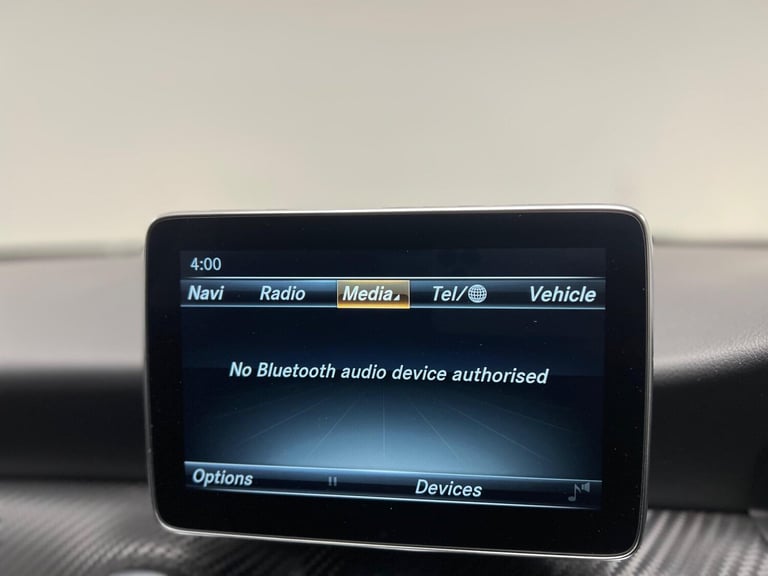 4:00
Navi Radio Media Tel/ Vehicle
No Bluetooth audio device authorised
Options Devices